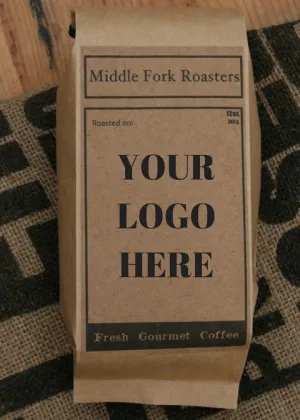 Middle Fork Roasters
Roasted on:
YOUR
LOGO
HERE
Fresh Gourmet Coffee